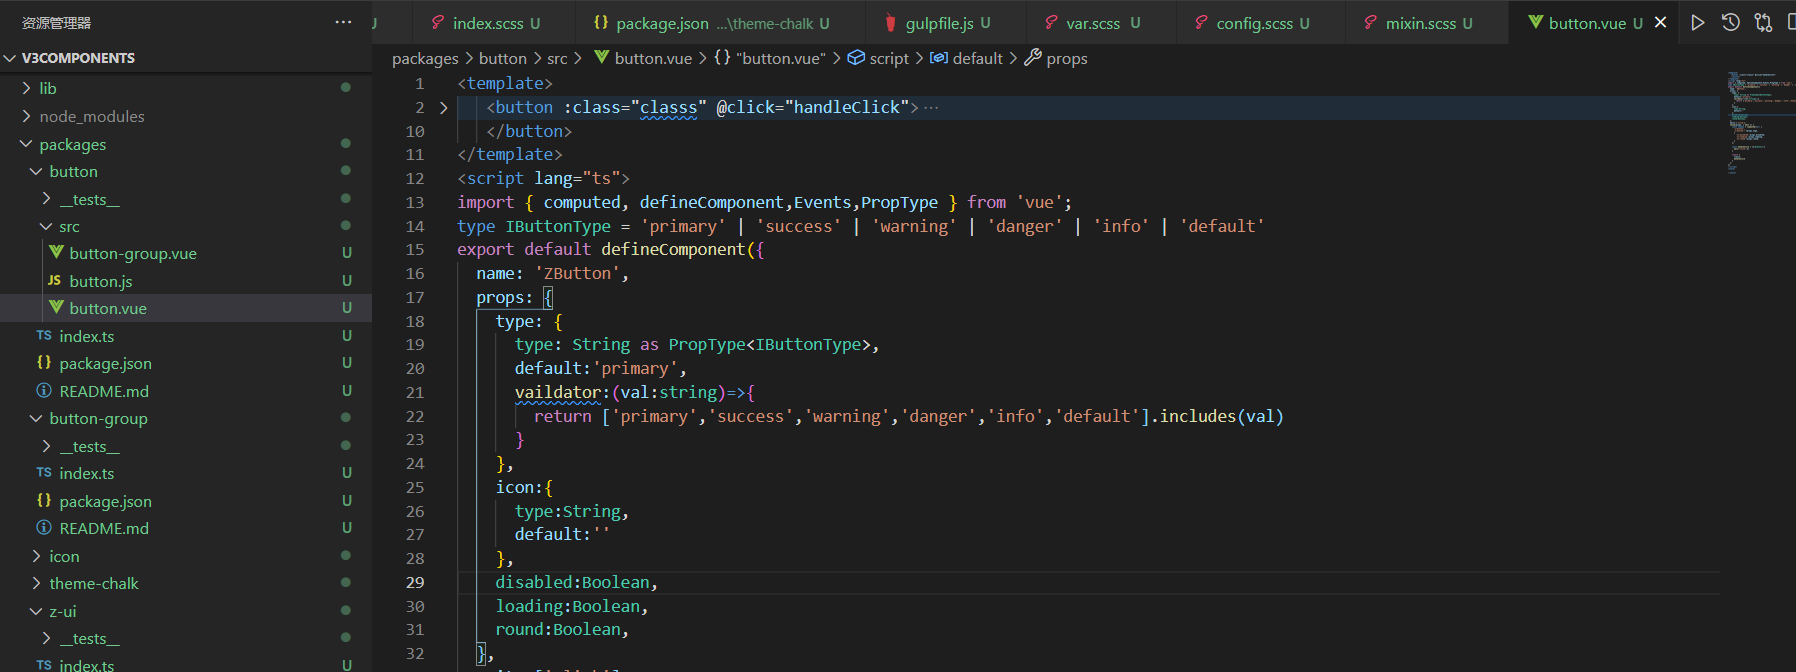 资源管理器 ···
V3COMPONENTS
lib
node_modules
packages
button
__tests__
src
button-group.vue U
button.js U
button.vue U
index.ts U
package.json U
README.md U
button-group
__tests__
index.ts U
package.json U
README.md U
icon
theme-chalk
z-ui
__tests__
index.ts U
U index.scss U package.json ...\theme-chalk U gulpfile.js U var.scss U config.scss U mixin.scss U button.vue U
packages > button > src > button.vue > {} "button.vue" > script > default > props
1 <template>
2 <button :class="classs" @click="handleClick">···
10 </button>
11 </template>
12 <script lang="ts">
13 import { computed, defineComponent,Events,PropType } from 'vue';
14 type IButtonType = 'primary' | 'success' | 'warning' | 'danger' | 'info' | 'default'
15 export default defineComponent({
16 name: 'ZButton',
17 props: {
18 type: {
19 type: String as PropType<IButtonType>,
20 default:'primary',
21 vaildator:(val:string)=>{
22 return ['primary','success','warning','danger','info','default'].includes(val)
23 }
24 },
25 icon:{
26 type:String,
27 default:''
28 },
29 disabled:Boolean,
30 loading:Boolean,
31 round:Boolean,
32 },